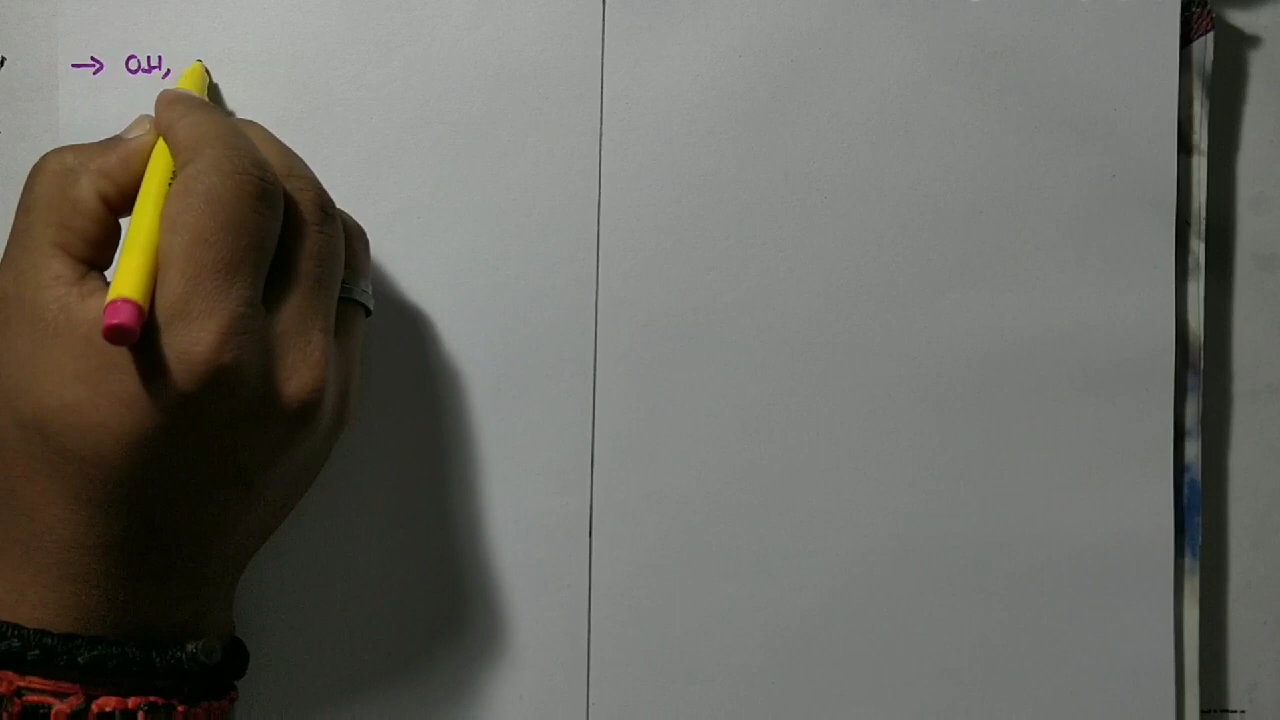 → OH,